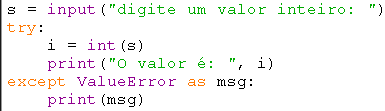 s = input("digite um valor inteiro: ")
try:
    i = int(s)
    print("O valor é: ", i)
except ValueError as msg:
    print(msg)